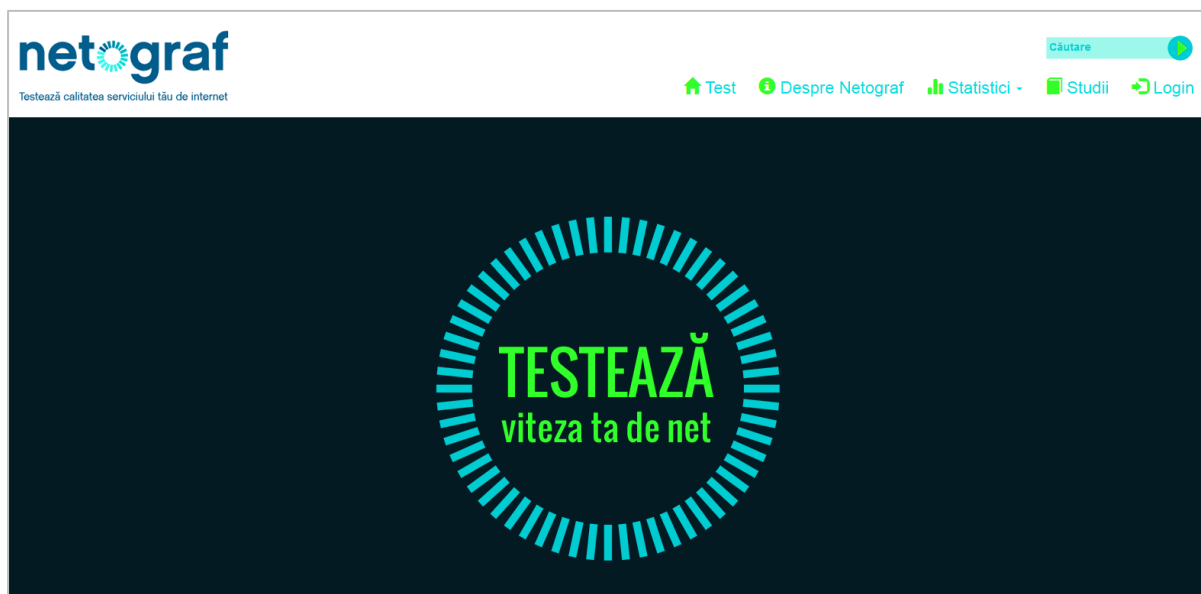 netograf
Testează calitatea serviciului tău de internet
Căutare
Test Despre Netograf Statistici Studii Login
TESTEAZĂ
viteza ta de net